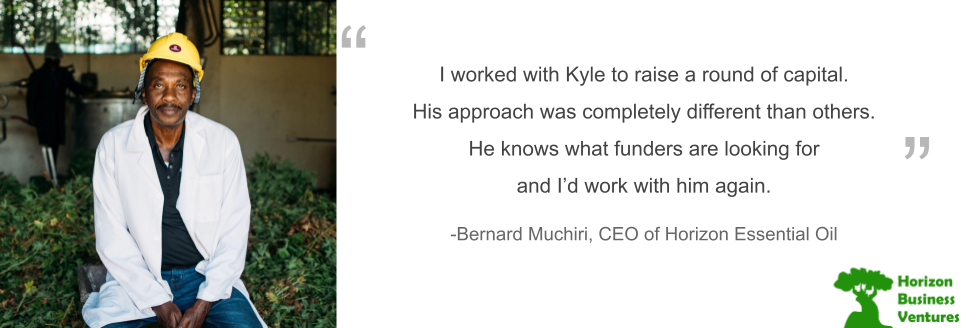 “
I worked with Kyle to raise a round of capital.
His approach was completely different than others.
He knows what funders are looking for
and I’d work with him again.
”
-Bernard Muchiri, CEO of Horizon Essential Oil
Horizon
Business
Ventures